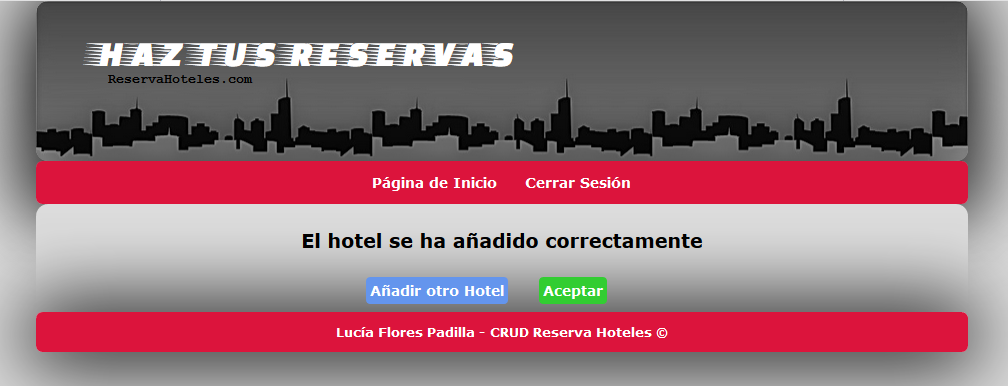 HAZ TUS RESERVAS
ReservaHoteles.com
Página de Inicio Cerrar Sesión
El hotel se ha añadido correctamente
Añadir otro Hotel Aceptar
Lucía Flores Padilla - CRUD Reserva Hoteles ©